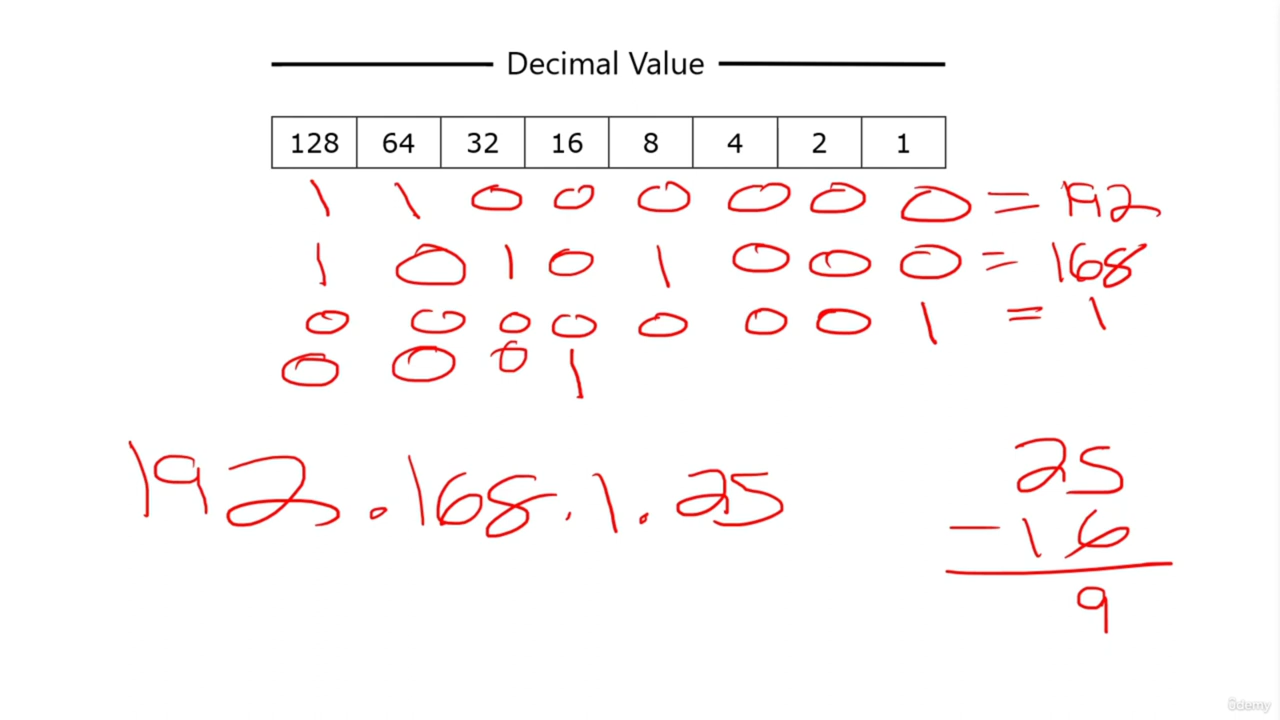 Decimal Value
128 64 32 16 8 4 2 1
1 1 0 0 0 0 0 0 = 192
1 0 1 0 1 0 0 0 = 168
0 0 0 0 0 0 0 1 = 1
0 0 0 1
192.168.1.25
25
- 16
9
ûdemy